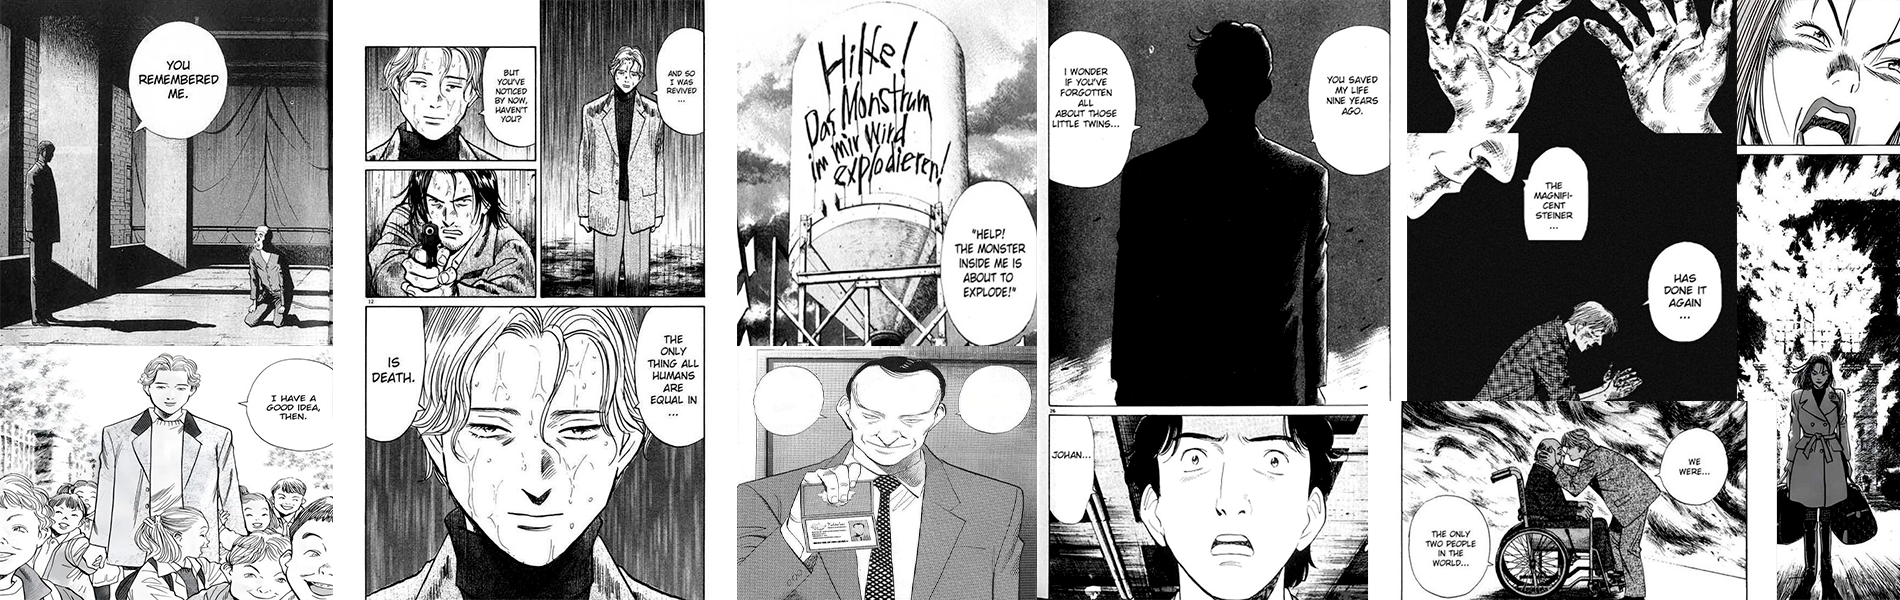 YOU
REMEMBERED
ME.
I HAVE A
GOOD IDEA,
THEN.
BUT
YOU'VE
NOTICED
BY NOW,
HAVEN'T
YOU?
AND SO
I WAS
REVIVED
...
12
THE
ONLY
THING ALL
HUMANS
ARE
EQUAL IN
...
IS
DEATH.
Hilfe!
Das Monstrum
im mir wird
explodieren!
"HELP!
THE MONSTER
INSIDE ME IS
ABOUT TO
EXPLODE!"
YOU SAVED
MY LIFE
NINE YEARS
AGO.
I WONDER
IF YOU'VE
FORGOTTEN
ALL
ABOUT THOSE
LITTLE TWINS...
26
JOHAN...
THE
MAGNIFI-
CENT
STEINER
...
HAS
DONE IT
AGAIN
...
WE
WERE...
THE ONLY
TWO PEOPLE
IN THE
WORLD...